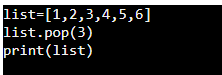 list=[1,2,3,4,5,6]
list.pop(3)
print(list)